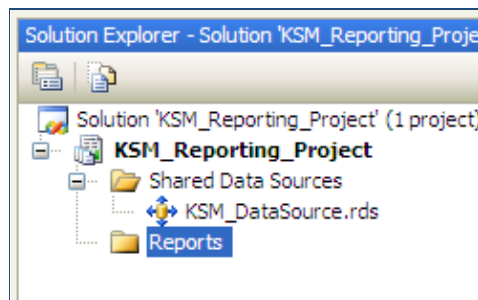 Solution Explorer - Solution 'KSM_Reporting_Proje
Solution 'KSM_Reporting_Project' (1 project)
KSM_Reporting_Project
Shared Data Sources
KSM_DataSource.rds
Reports